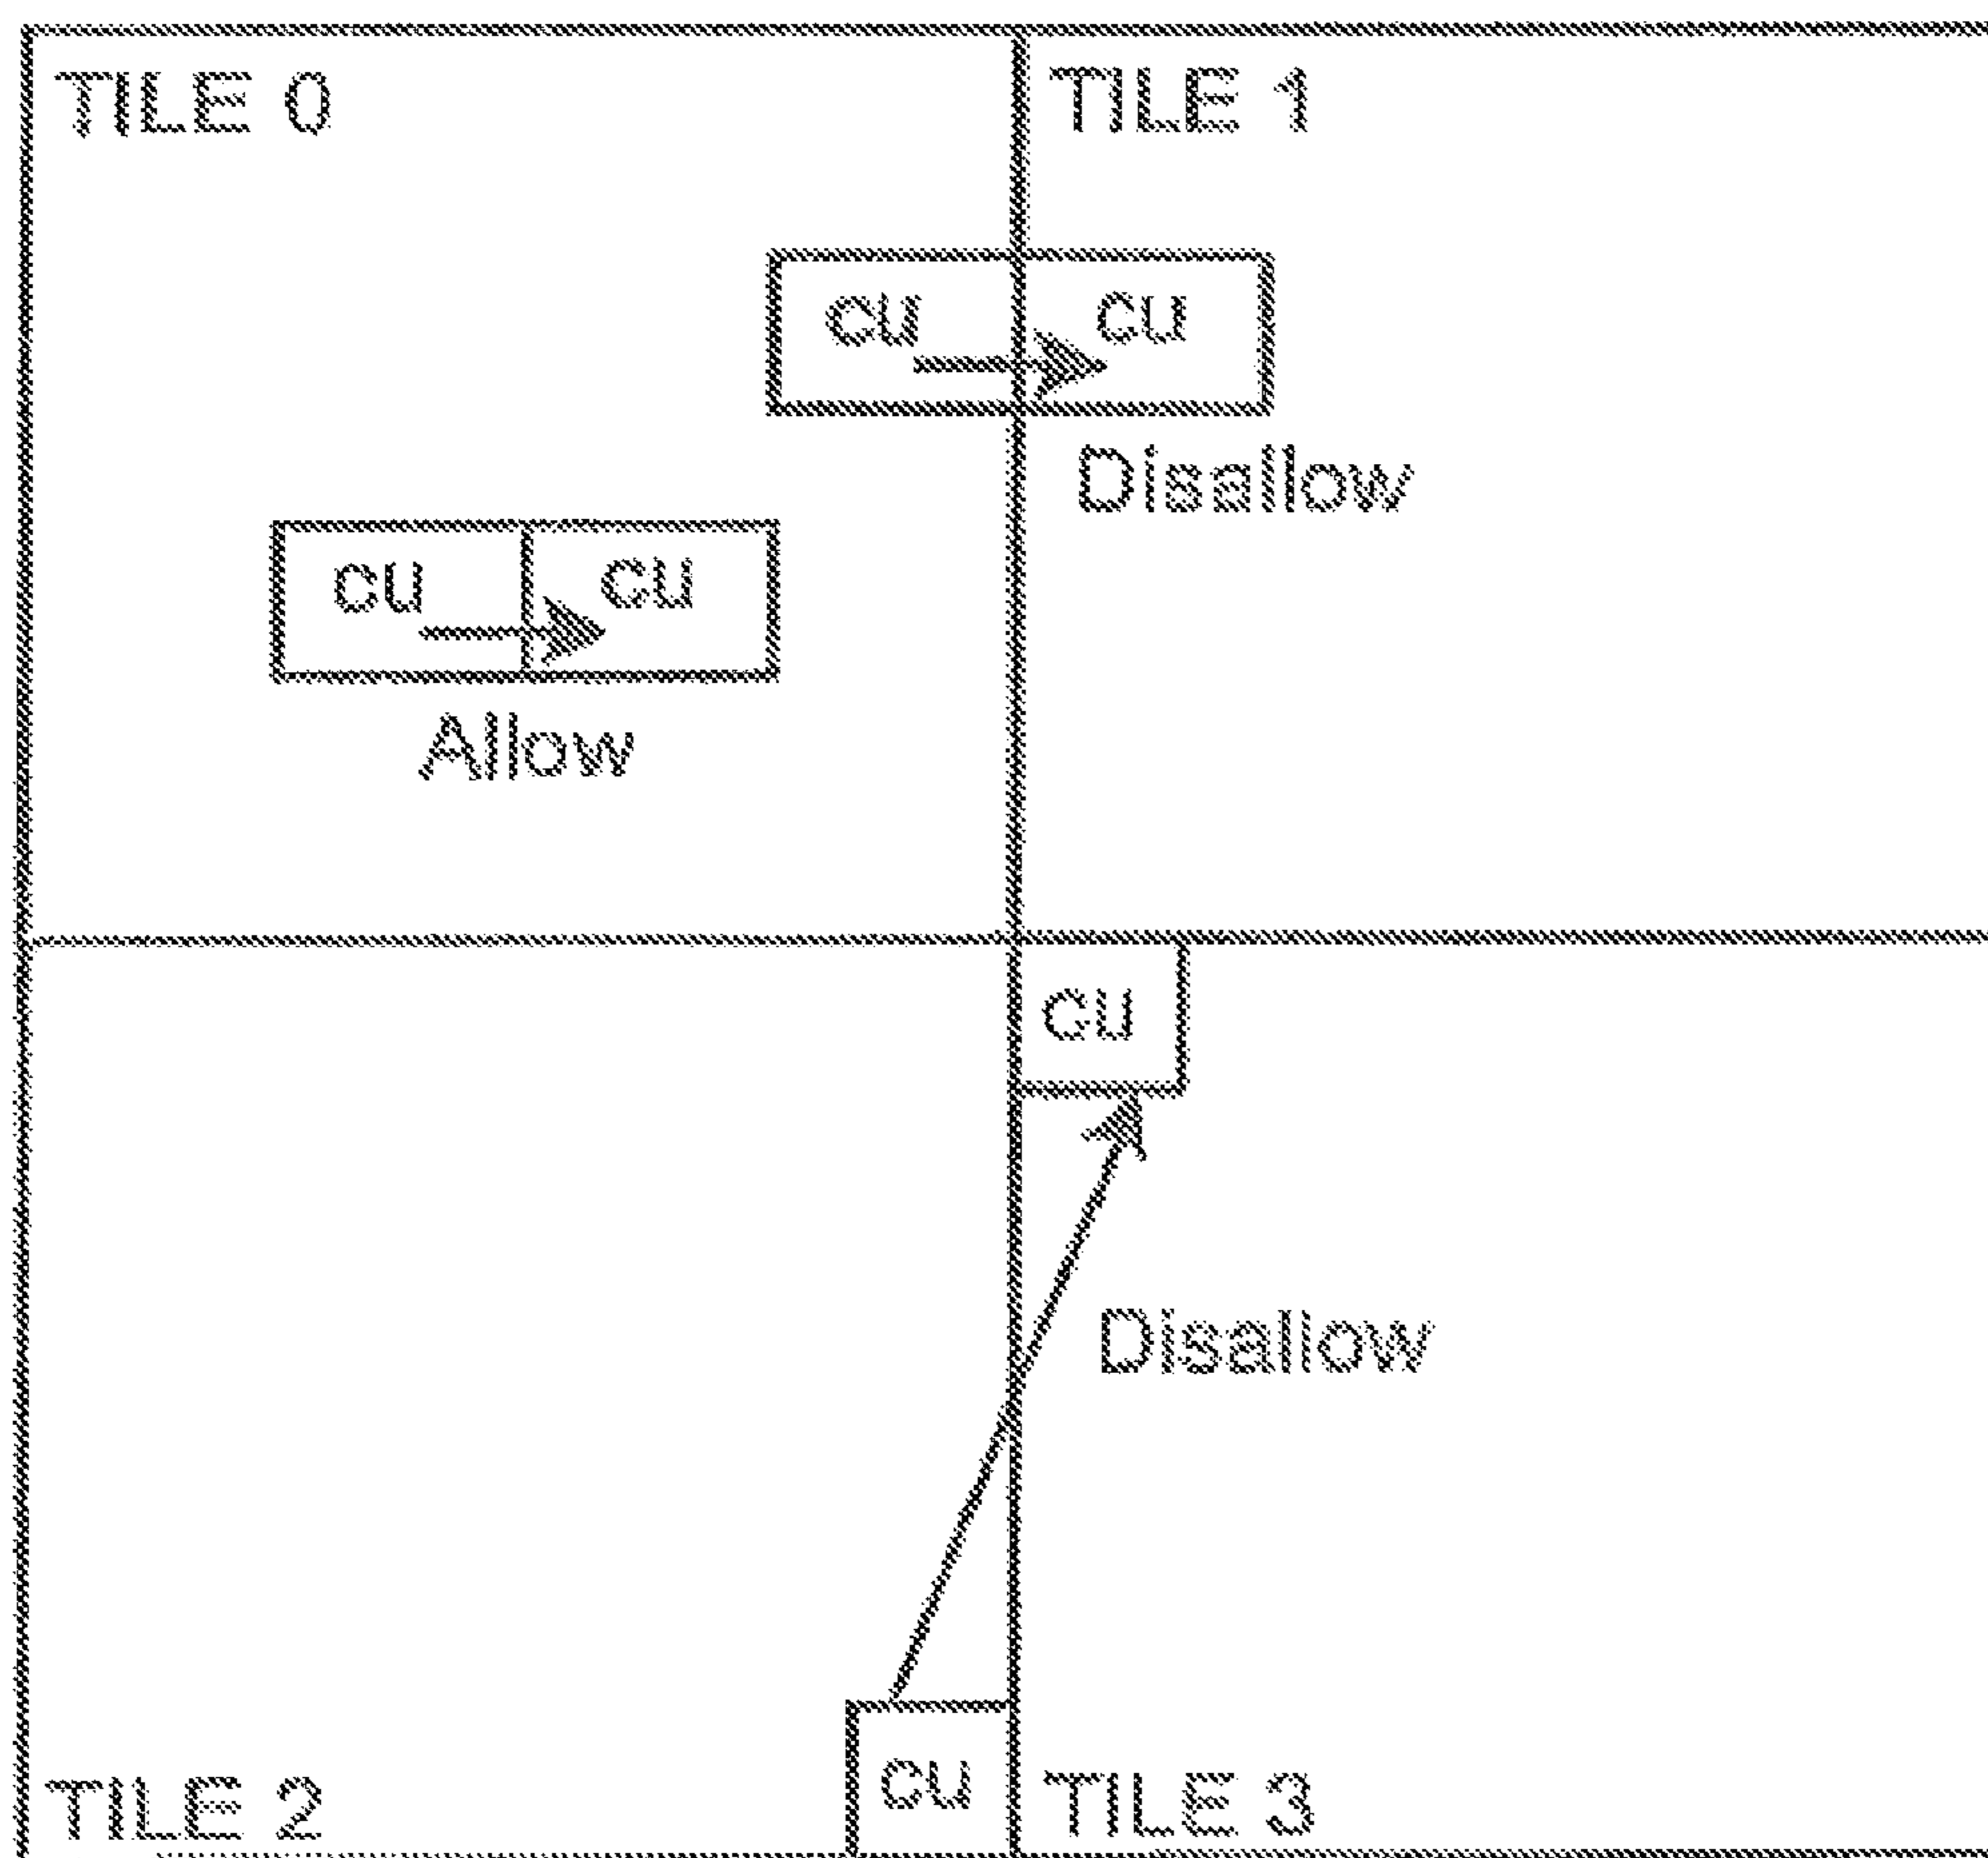 TILE 0
TILE 1
cu cu
Disallow
cu cu
Allow
cu
Disallow
cu
TILE 2
TILE 3